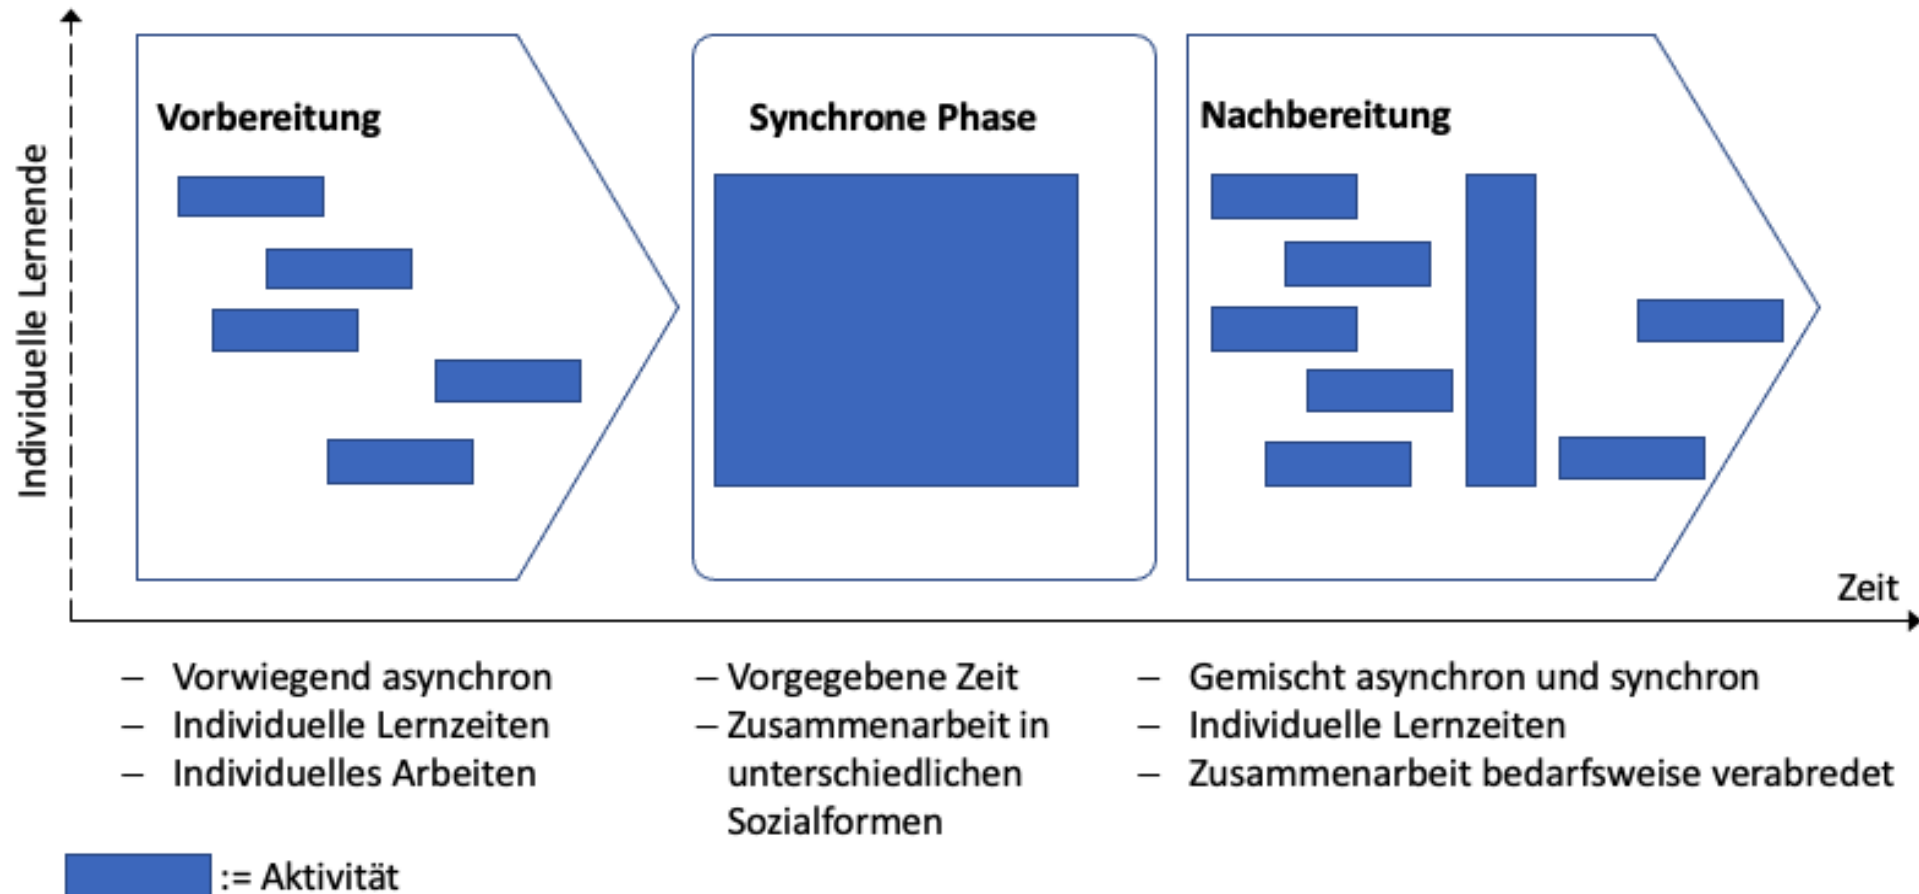 Individuelle Lernende
Vorbereitung
Synchrone Phase
Nachbereitung
Zeit
– Vorwiegend asynchron
– Individuelle Lernzeiten
– Individuelles Arbeiten
– Vorgegebene Zeit
– Zusammenarbeit in
unterschiedlichen
Sozialformen
– Gemischt asynchron und synchron
– Individuelle Lernzeiten
– Zusammenarbeit bedarfsweise verabredet
:= Aktivität